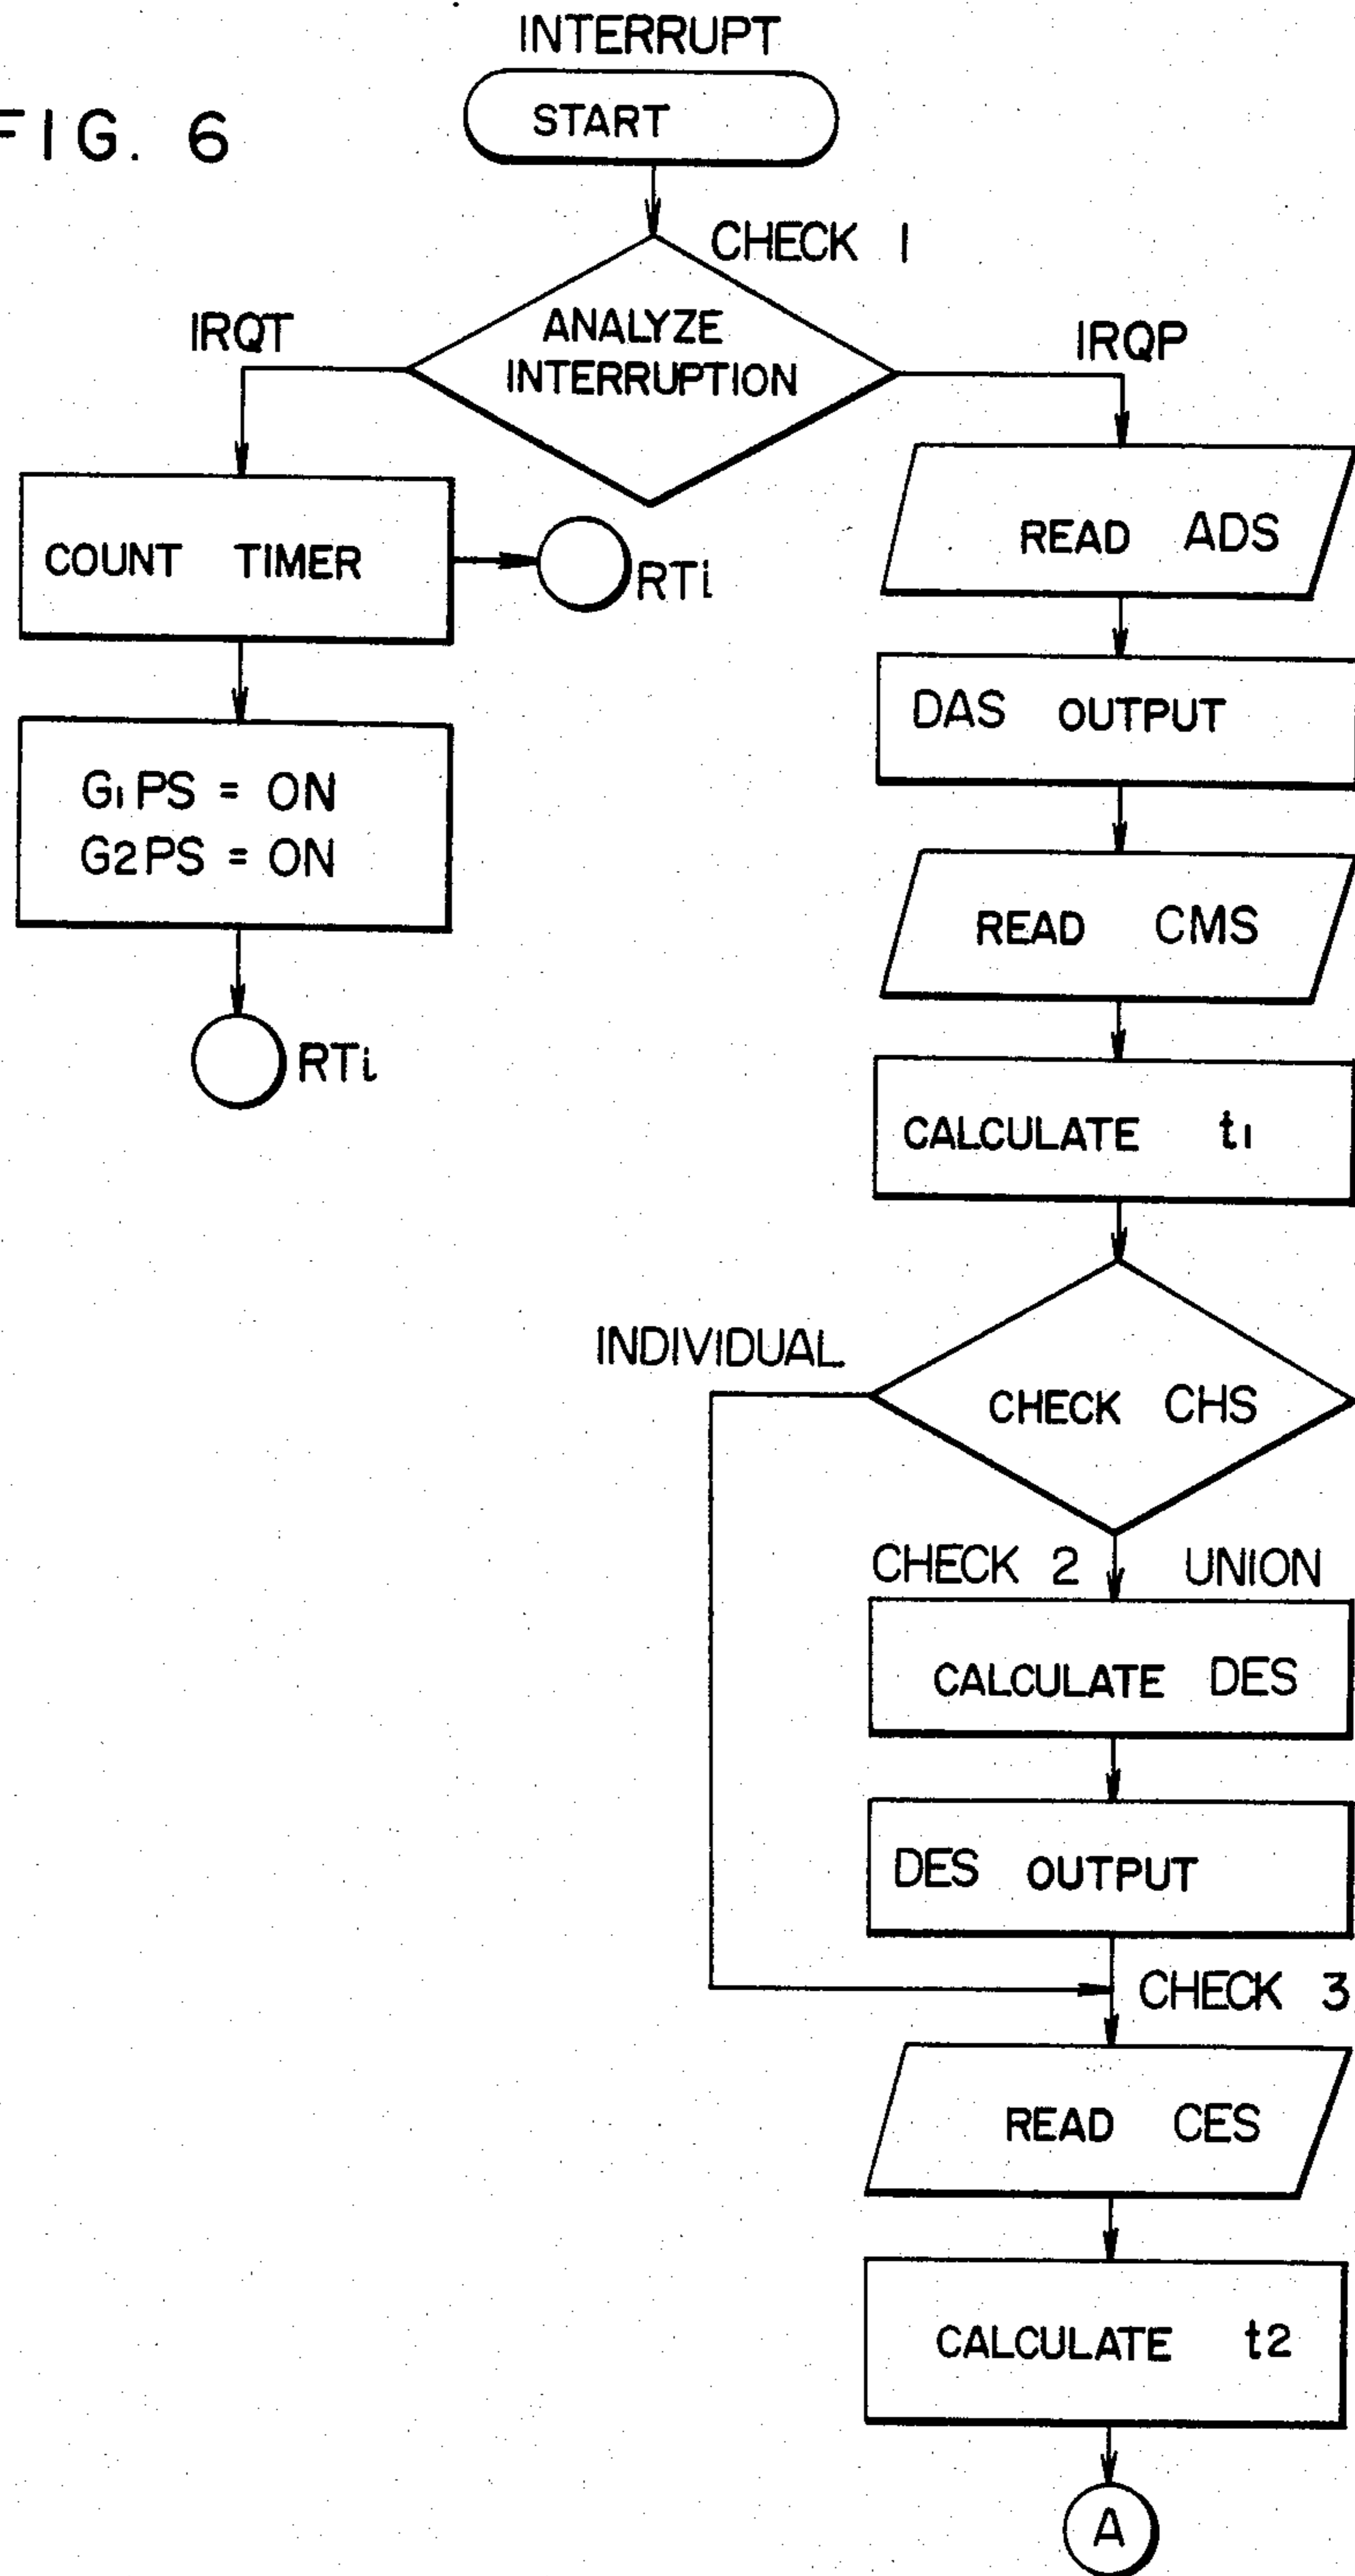 INTERRUPT
FIG. 6
START
CHECK 1
IRQT
ANALYZE
INTERRUPTION
IRQP
COUNT TIMER
RTi
READ ADS
DAS OUTPUT
G1PS = ON
G2PS = ON
READ CMS
RTi
CALCULATE t1
INDIVIDUAL
CHECK CHS
CHECK 2
UNION
CALCULATE DES
DES OUTPUT
CHECK 3
READ CES
CALCULATE t2
A